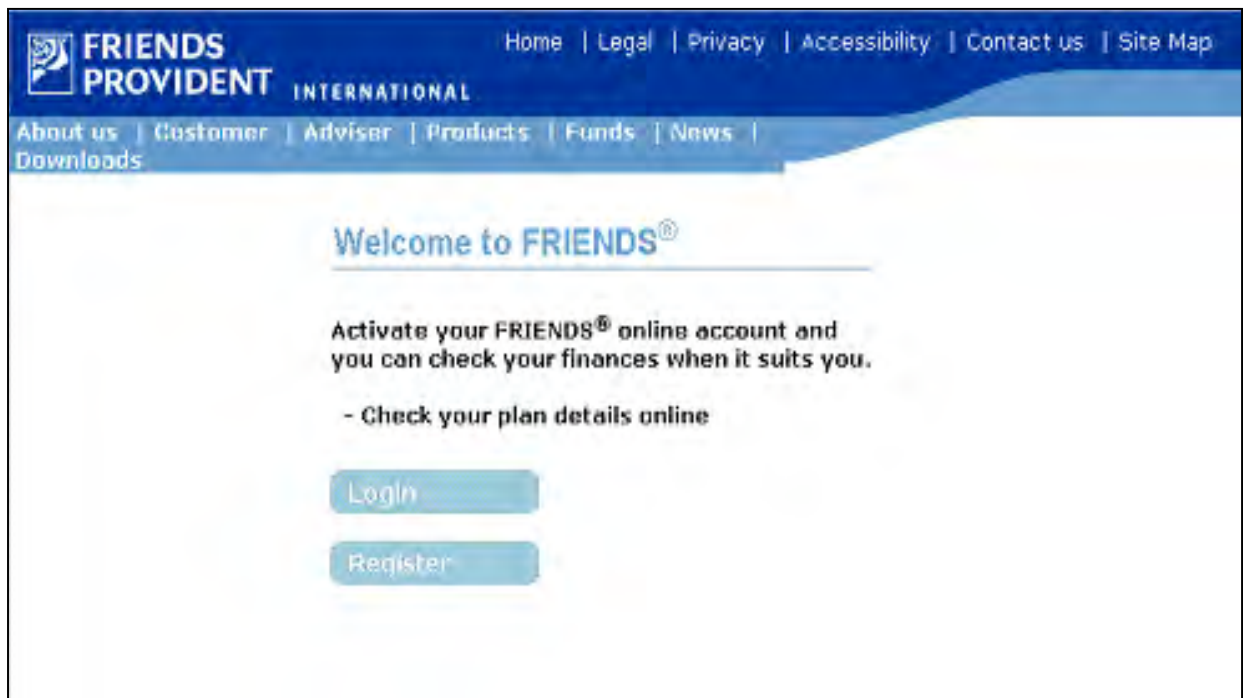 FRIENDS
PROVIDENT INTERNATIONAL
Home | Legal | Privacy | Accessibility | Contact us | Site Map
About us | Customer | Adviser | Products | Funds | News |
Downloads
Welcome to FRIENDS®
Activate your FRIENDS® online account and
you can check your finances when it suits you.
- Check your plan details online
Login
Register